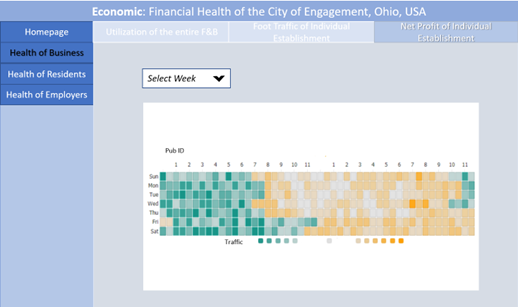 Economic: Financial Health of the City of Engagement, Ohio, USA
Homepage
Utilization of the entire F&B
Foot Traffic of Individual
Establishment
Net Profit of Individual
Establishment
Health of Business
Health of Residents
Health of Employers
Select Week
Pub ID
1 2 3 4 5 6 7 8 9 10 11 1 2 3 4 5 6 7 8 9 10 11
Sun
Mon
Tue
Wed
Thu
Fri
Sat
Traffic